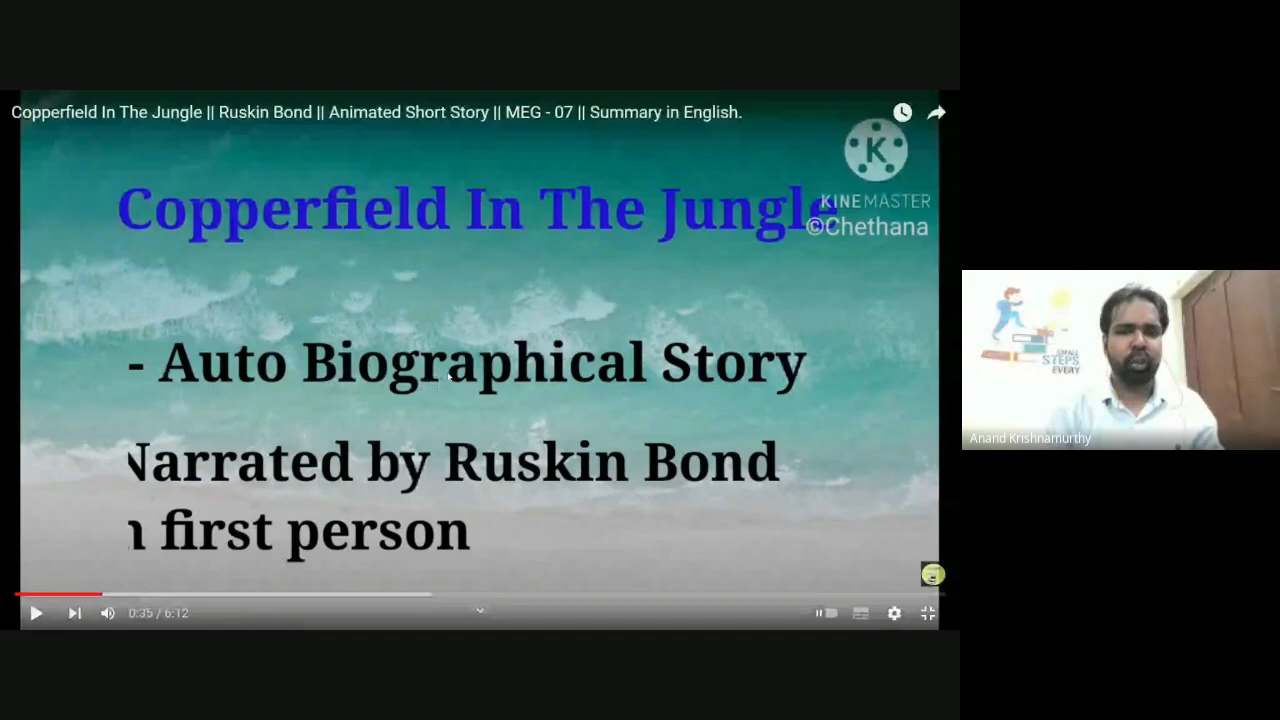 Copperfield In The Jungle || Ruskin Bond || Animated Short Story || MEG - 07 || Summary in English.
K
Copperfield In The Jungle
KINEMASTER
©Chethana
- Auto Biographical Story
Narrated by Ruskin Bond
n first person
0:35 / 6:12
SMALL
STEPS
EVERY
Anand Krishnamurthy